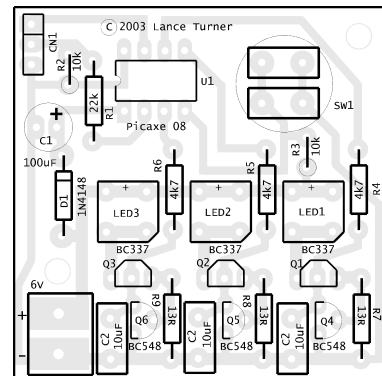 © 2003 Lance Turner
CN1
R2
10k
22k
R1
U1
Picaxe 08
SW1
+
C1
100uF
D1
1N4148
R3
10k
R6
4k7
R5
4k7
R4
4k7
+
LED3
+
LED2
+
LED1
BC337
BC337
BC337
Q3
Q2
Q1
6V
+
-
C2
10uF
Q6
BC548
R9
13R
C2
10uF
Q5
BC548
R8
13R
C2
10uF
Q4
BC548
R7
13R